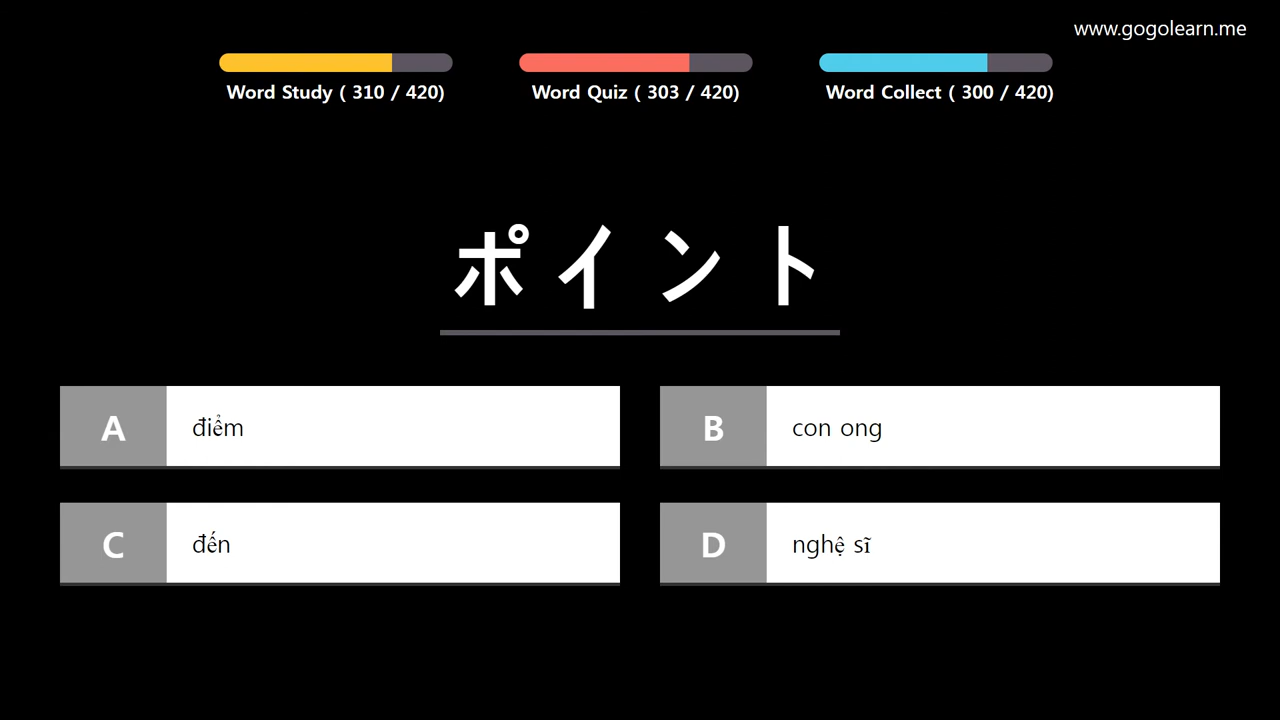 www.gogolearn.me
Word Study ( 310 / 420)
Word Quiz ( 303 / 420)
Word Collect ( 300 / 420)
ポイント
A điểm
B con ong
C đến
D nghệ sĩ